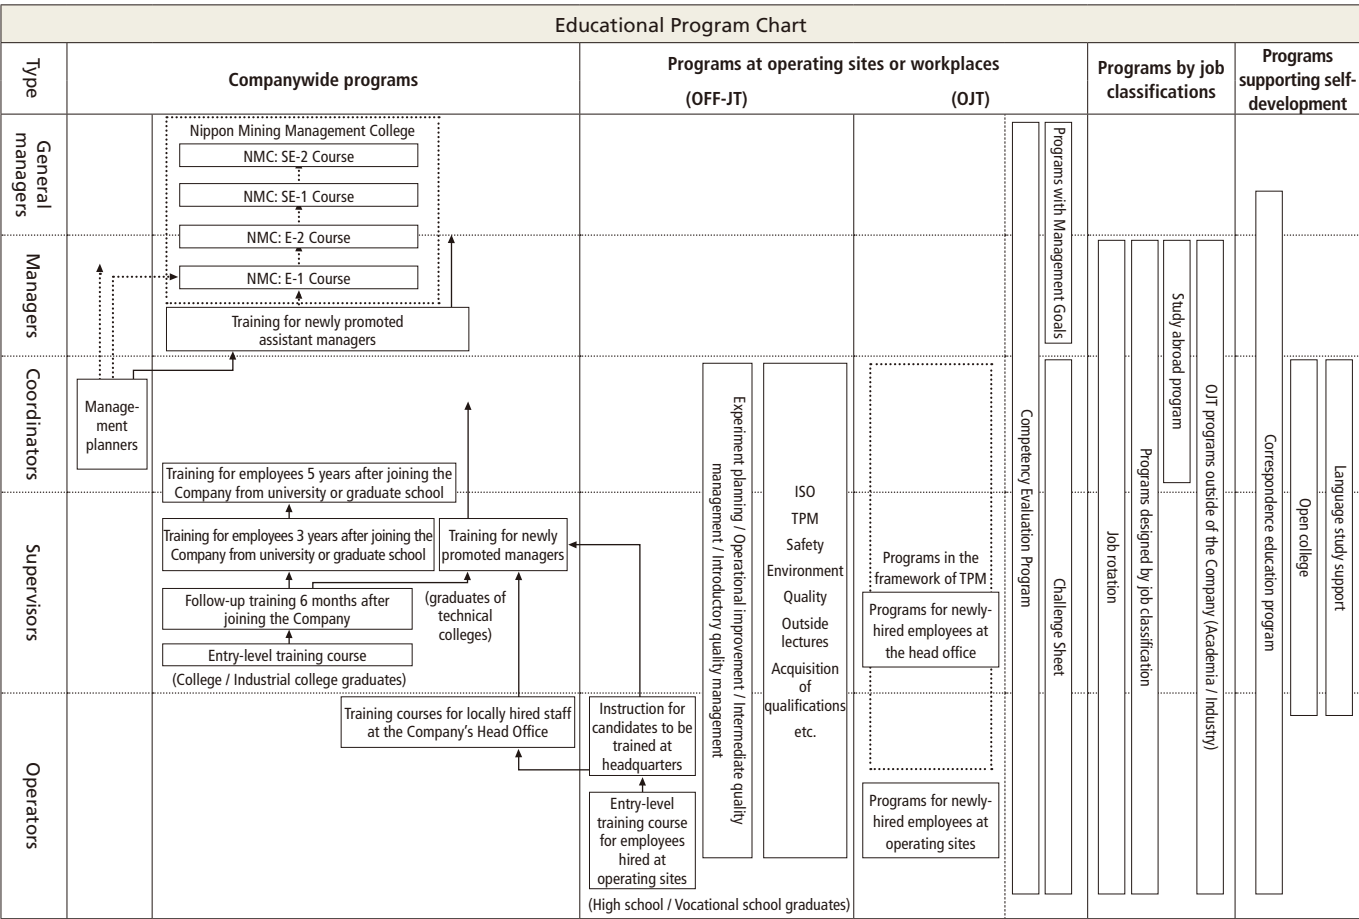 Educational Program Chart
Type
Companywide programs
Programs at operating sites or workplaces
(OFF-JT)
(OJT)
Programs by job
classifications
Programs
supporting self-
development
General
managers
Managers
Coordinators
Supervisors
Operators
Nippon Mining Management College
NMC: SE-2 Course
NMC: SE-1 Course
NMC: E-2 Course
NMC: E-1 Course
Training for newly promoted
assistant managers
Manage-
ment
planners
Training for employees 5 years after joining the
Company from university or graduate school
Training for employees 3 years after joining the
Company from university or graduate school
Training for newly
promoted managers
Follow-up training 6 months after
joining the Company
(graduates of
technical
colleges)
Entry-level training course
(College / Industrial college graduates)
Training courses for locally hired staff
at the Company's Head Office
Instruction for
candidates to be
trained at
headquarters
Entry-level
training course
for employees
hired at
operating sites
(High school / Vocational school graduates)
Experiment planning / Operational improvement / Intermediate quality
management / Introductory quality management
ISO
TPM
Safety
Environment
Quality
Outside
lectures
Acquisition
of
qualifications
etc.
Programs in the
framework of TPM
Programs for newly-
hired employees at
the head office
Programs for newly-
hired employees at
operating sites
Competency Evaluation Program
Programs with Management Goals
Challenge Sheet
Job rotation
Programs designed by job classification
Study abroad program
OJT programs outside of the Company (Academia / Industry)
Correspondence education program
Open college
Language study support